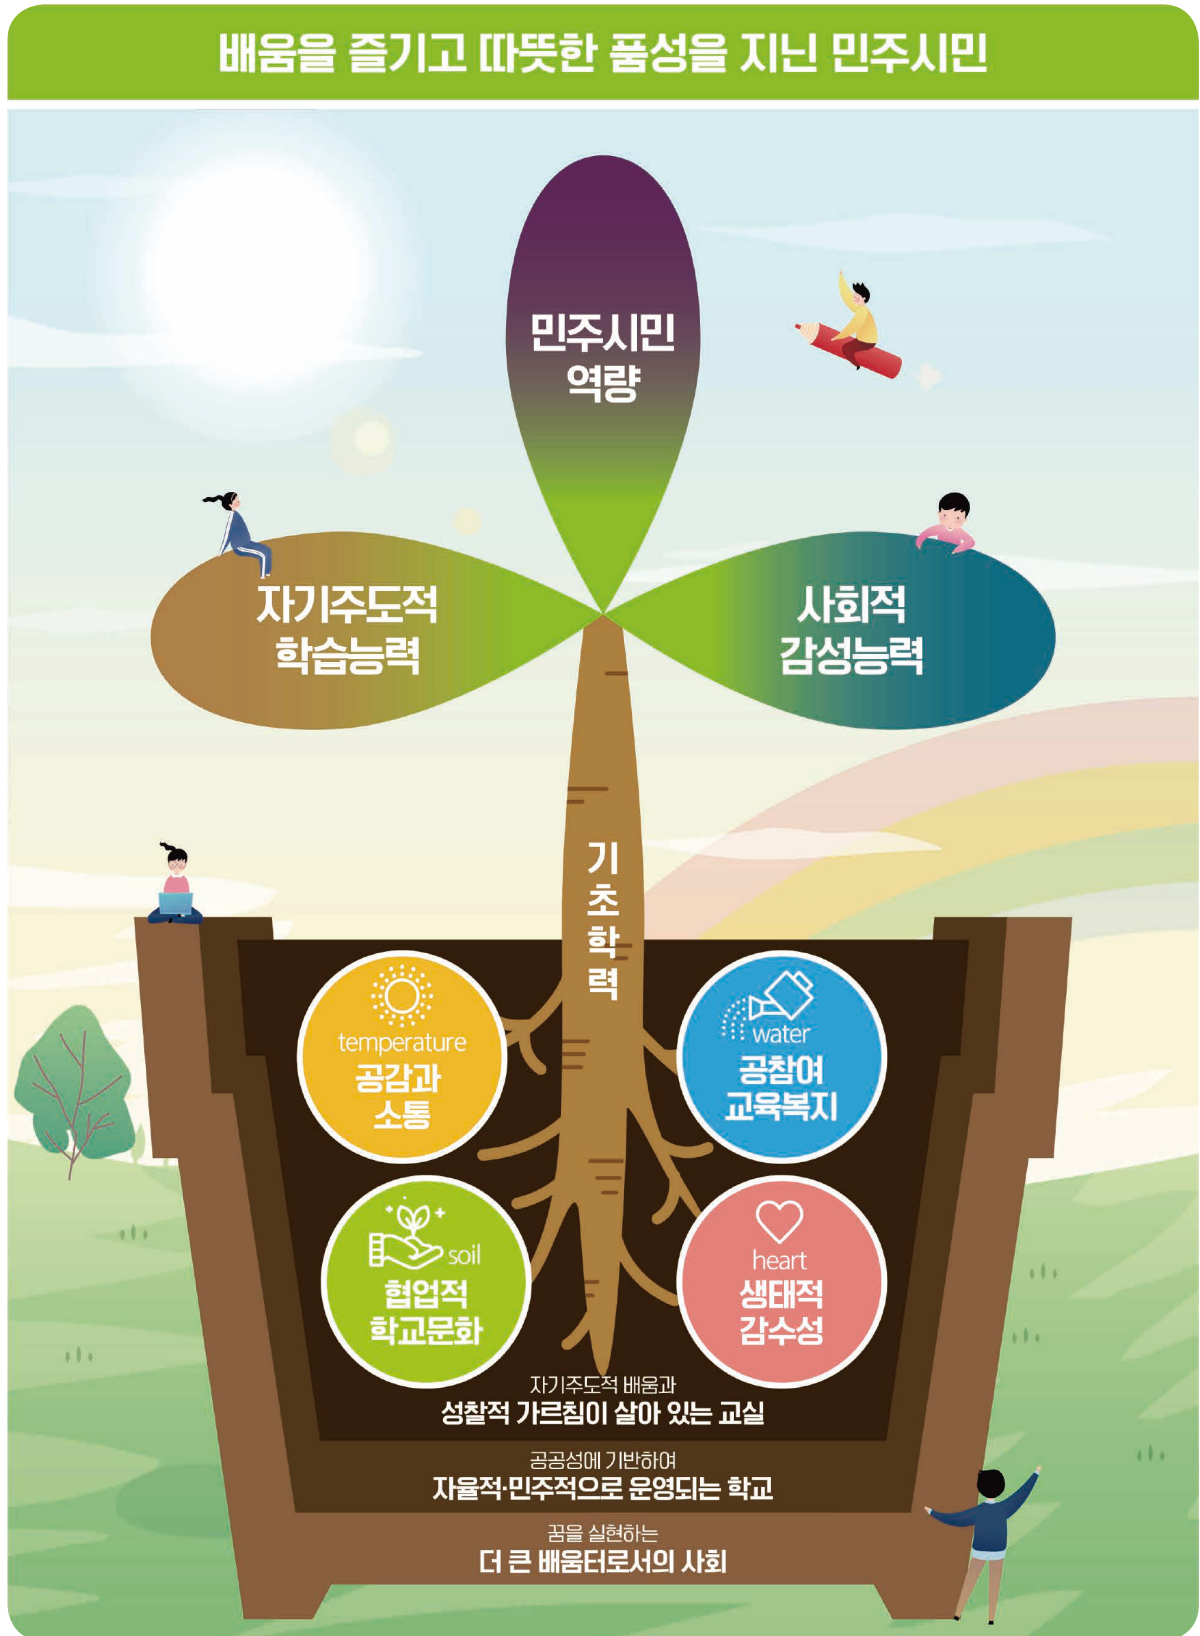 배움을 즐기고 따뜻한 품성을 지닌 민주시민
민주시민
역량
자기주도적
학습능력
사회적
감성능력
기
초
학
력
temperature
공감과
소통
water
공참여
교육복지
soil
협업적
학교문화
heart
생태적
감수성
자기주도적 배움과
성찰적 가르침이 살아 있는 교실
공공성에 기반하여
자율적·민주적으로 운영되는 학교
꿈을 실현하는
더 큰 배움터로서의 사회